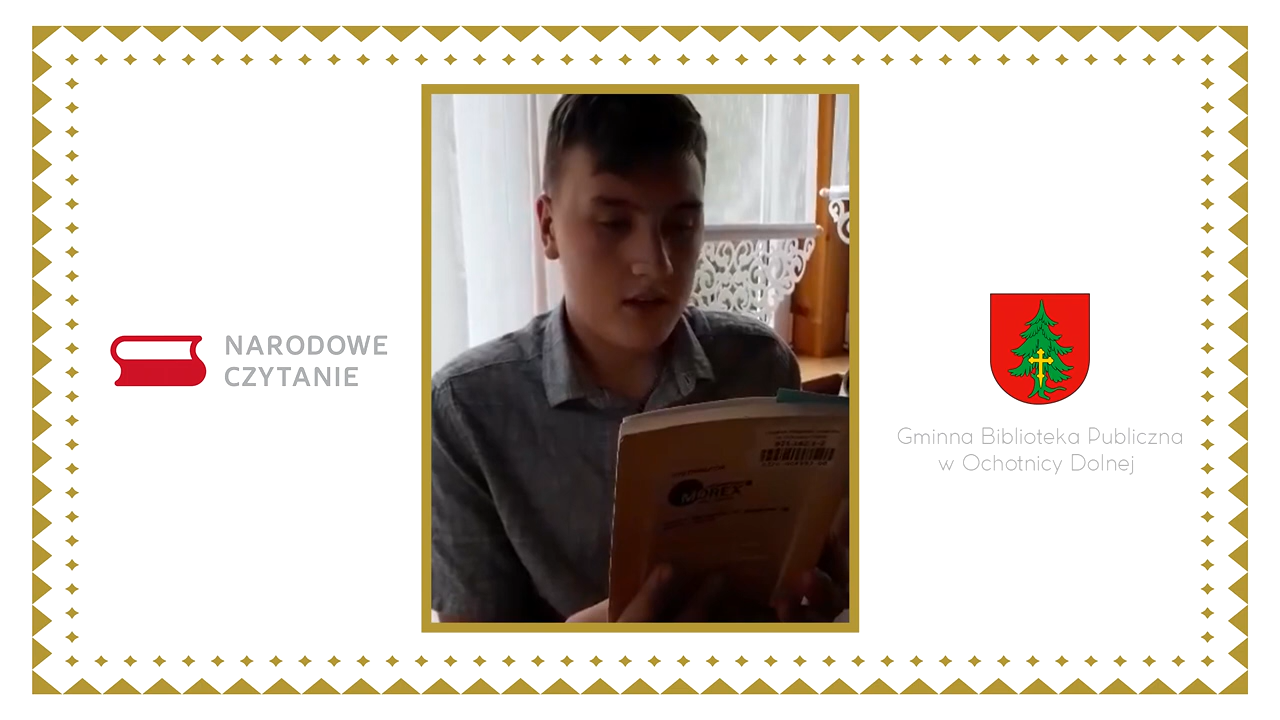 NARODOWE
CZYTANIE
MOREX
Gminna Biblioteka Publiczna
w Ochotnicy Dolnej